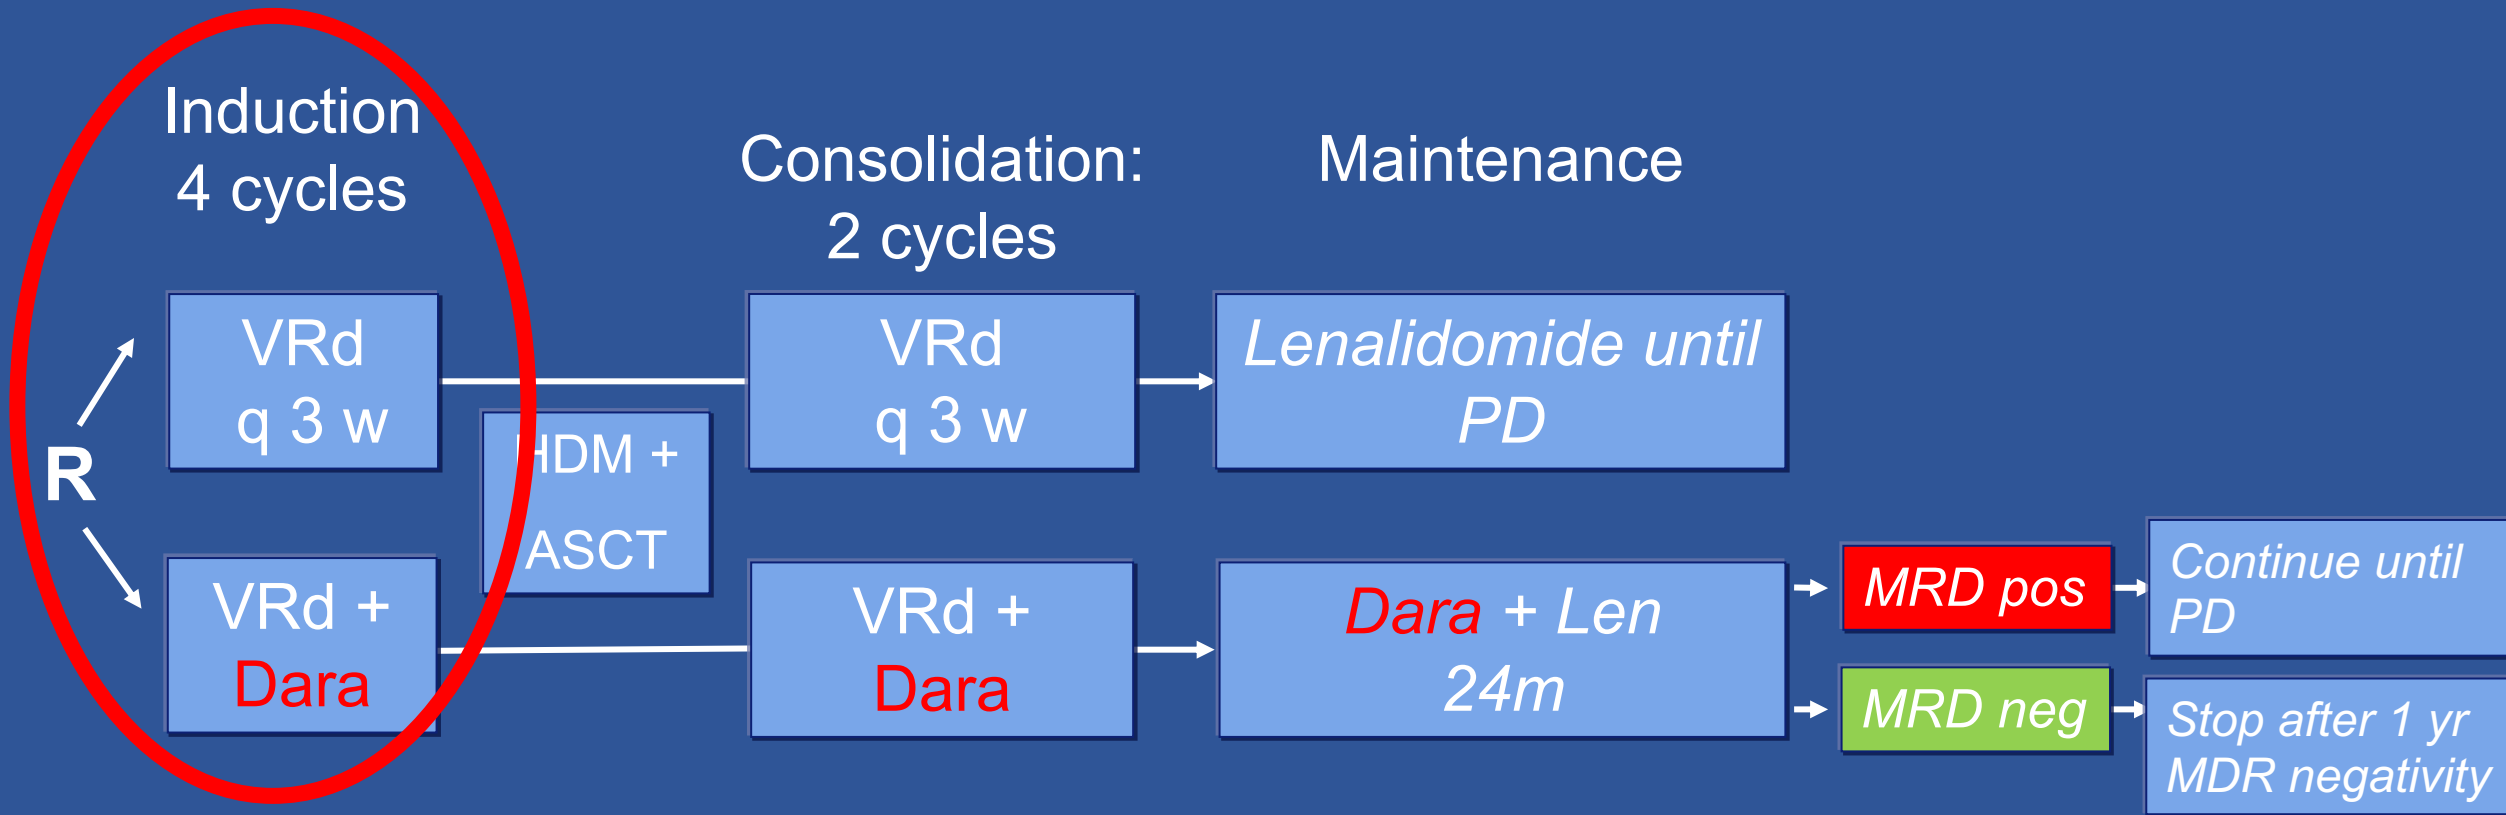 Induction
4 cycles
Consolidation:
2 cycles
Maintenance
R
VRd
q 3 w
HDM +
ASCT
VRd
q 3 w
Lenalidomide until
PD
VRd +
Dara
VRd +
Dara
Dara + Len
24m
MRD pos
Continue until
PD
MRD neg
Stop after 1 yr
MDR negativity